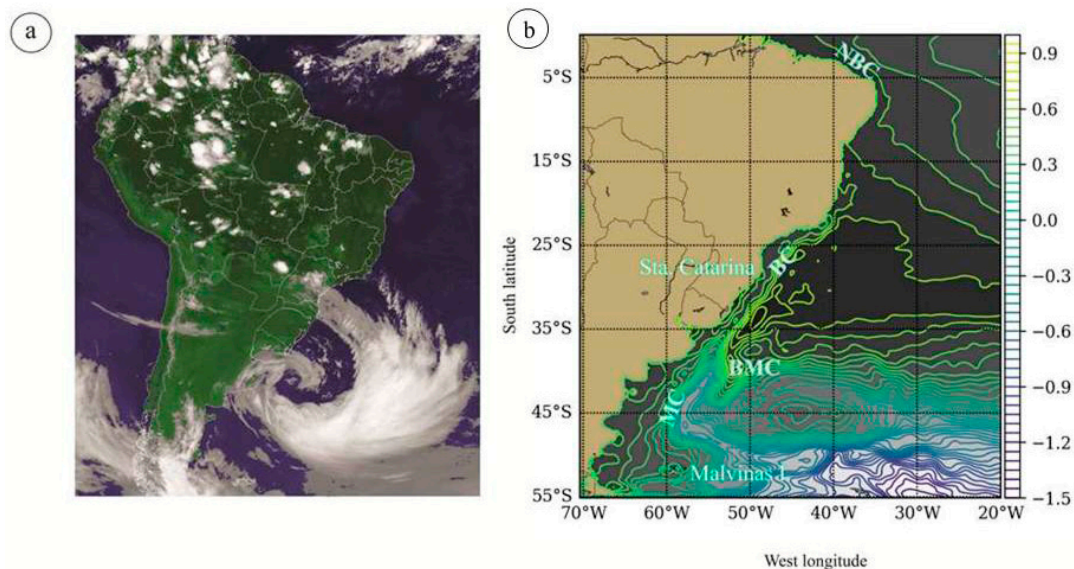 a
b
5°S
15°S
25°S
35°S
45°S
55°S
South latitude
NBC
Sta. Catarina
BC
BMC
MC
Malvinas I.
70°W
60°W
50°W
40°W
30°W
20°W
West longitude
0.9
0.6
0.3
0.0
−0.3
−0.6
−0.9
−1.2
−1.5